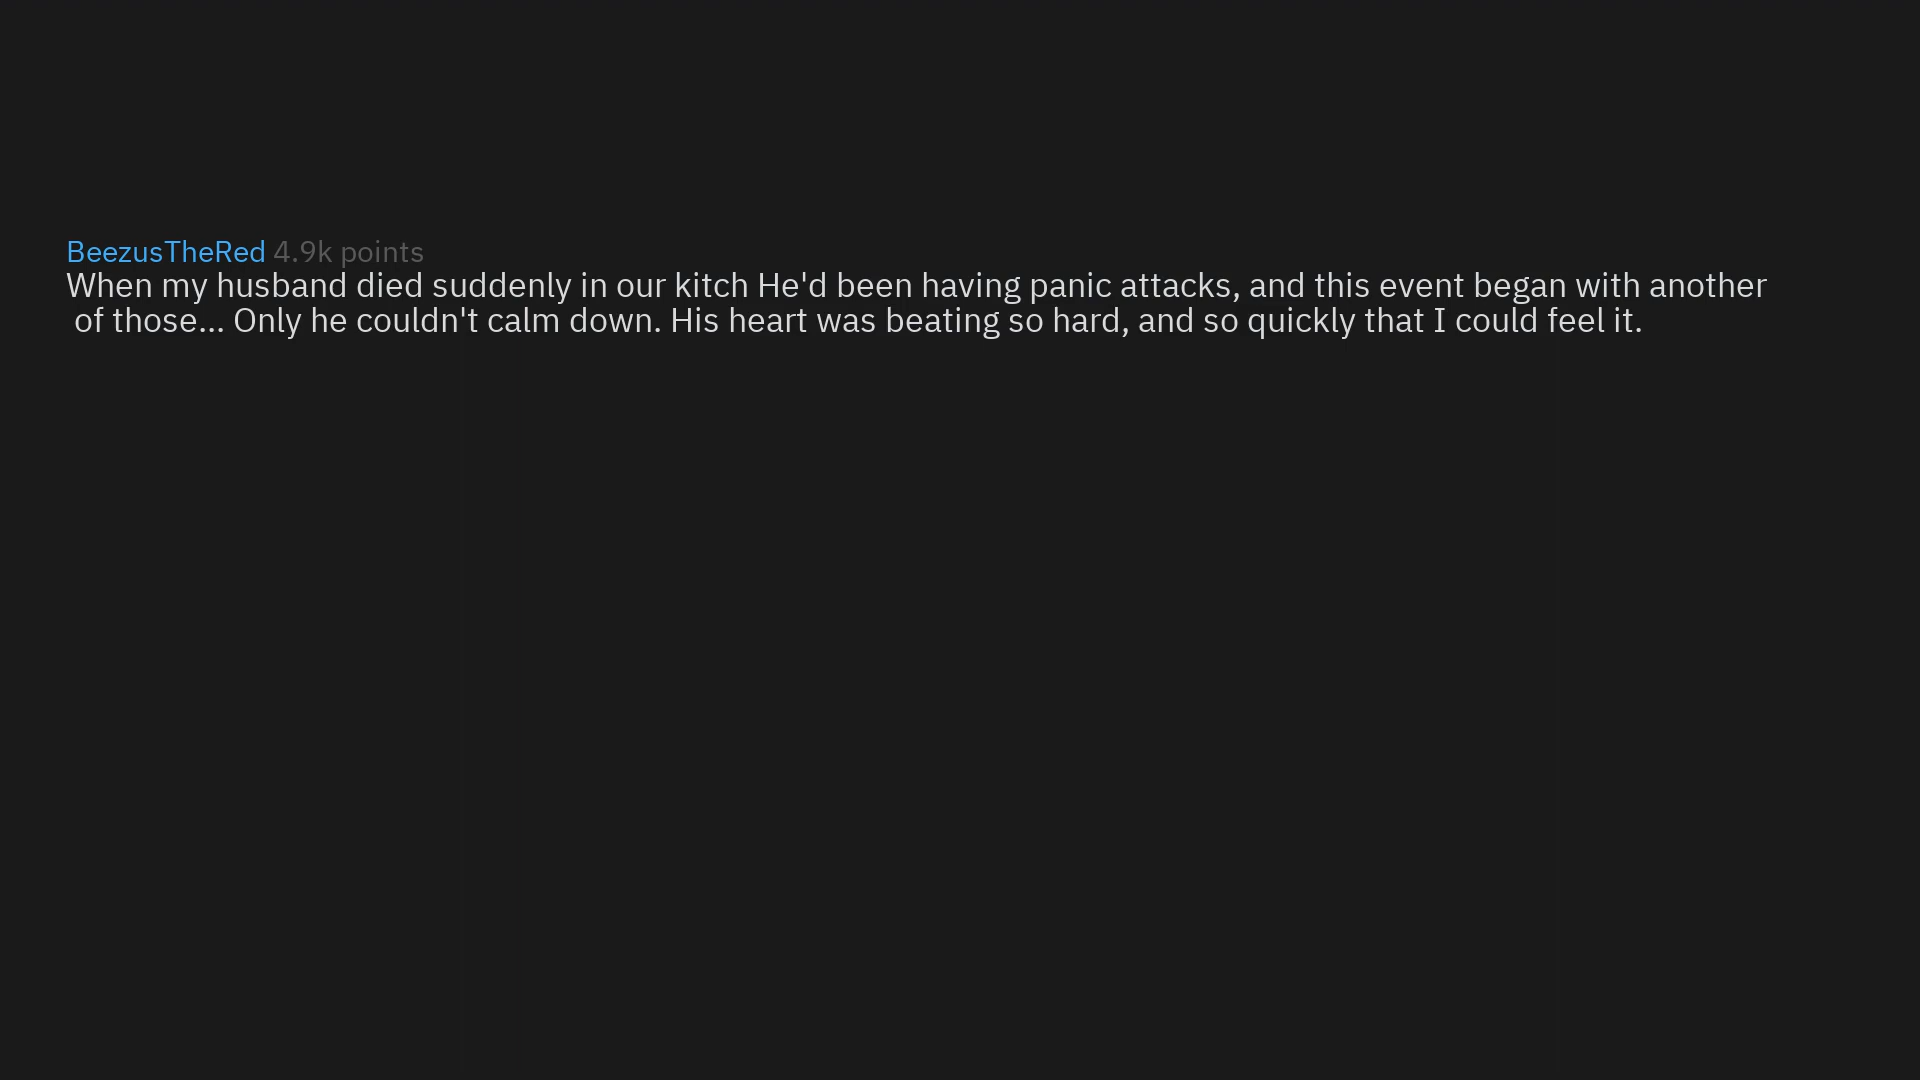 BeezusTheRed 4.9k points
When my husband died suddenly in our kitch He'd been having panic attacks, and this event began with another
of those... Only he couldn't calm down. His heart was beating so hard, and so quickly that I could feel it.